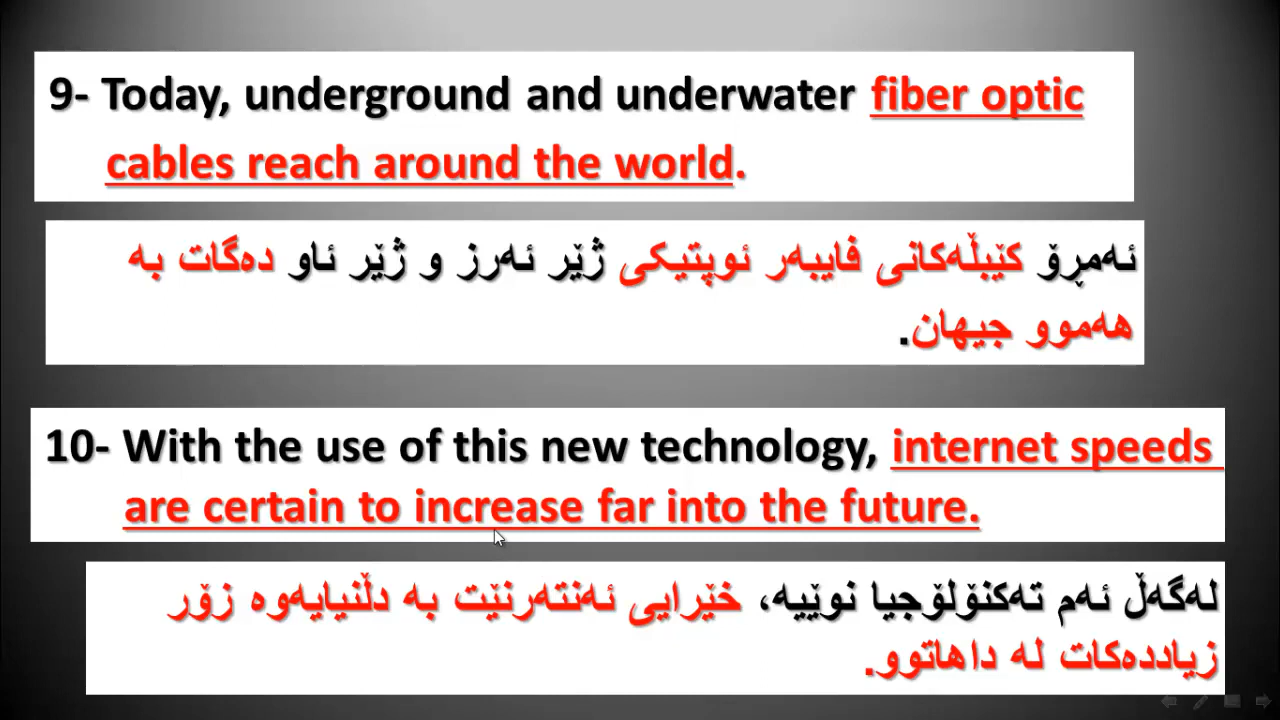 9- Today, underground and underwater fiber optic
cables reach around the world.
ئەمڕۆ کێبڵەکانی فایبەر ئوپتیکی ژێر ئەرز و ژێر ئاو دەگات بە
هەموو جیهان.
10- With the use of this new technology, internet speeds
are certain to increase far into the future.
لەگەڵ ئەم تەکنۆلۆجیا نوێیە، خێرایی ئەنتەرنێت بە دڵنیایەوە زۆر
زیاددەکات لە داهاتوو.